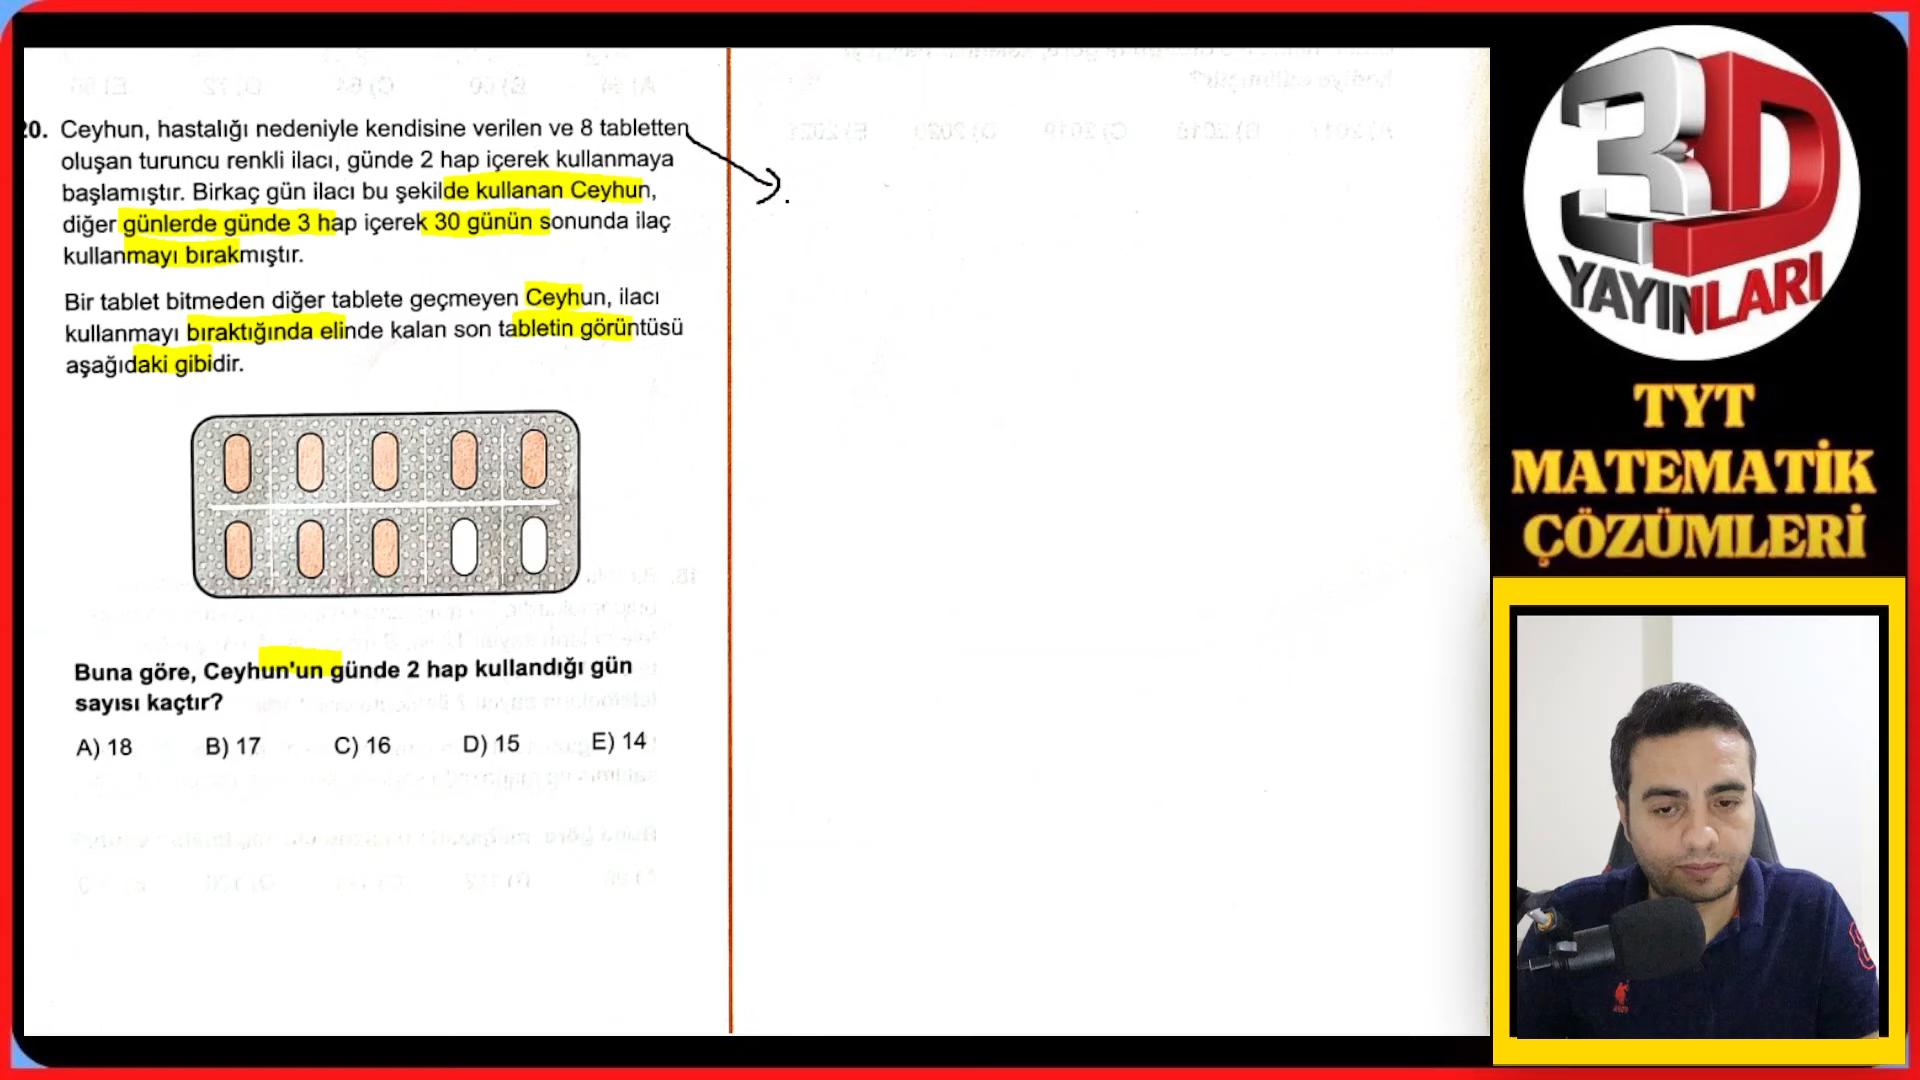 20. Ceyhun, hastalığı nedeniyle kendisine verilen ve 8 tabletten
oluşan turuncu renkli ilacı, günde 2 hap içerek kullanmaya
başlamıştır. Birkaç gün ilacı bu şekilde kullanan Ceyhun,
diğer günlerde günde 3 hap içerek 30 günün sonunda ilaç
kullanmayı bırakmıştır.
Bir tablet bitmeden diğer tablete geçmeyen Ceyhun, ilacı
kullanmayı bıraktığında elinde kalan son tabletin görüntüsü
aşağıdaki gibidir.
Buna göre, Ceyhun'un günde 2 hap kullandığı gün
sayısı kaçtır?
A) 18 B) 17 C) 16 D) 15 E) 14
3D
YAYINLARI
TYT
MATEMATİK
ÇÖZÜMLERİ